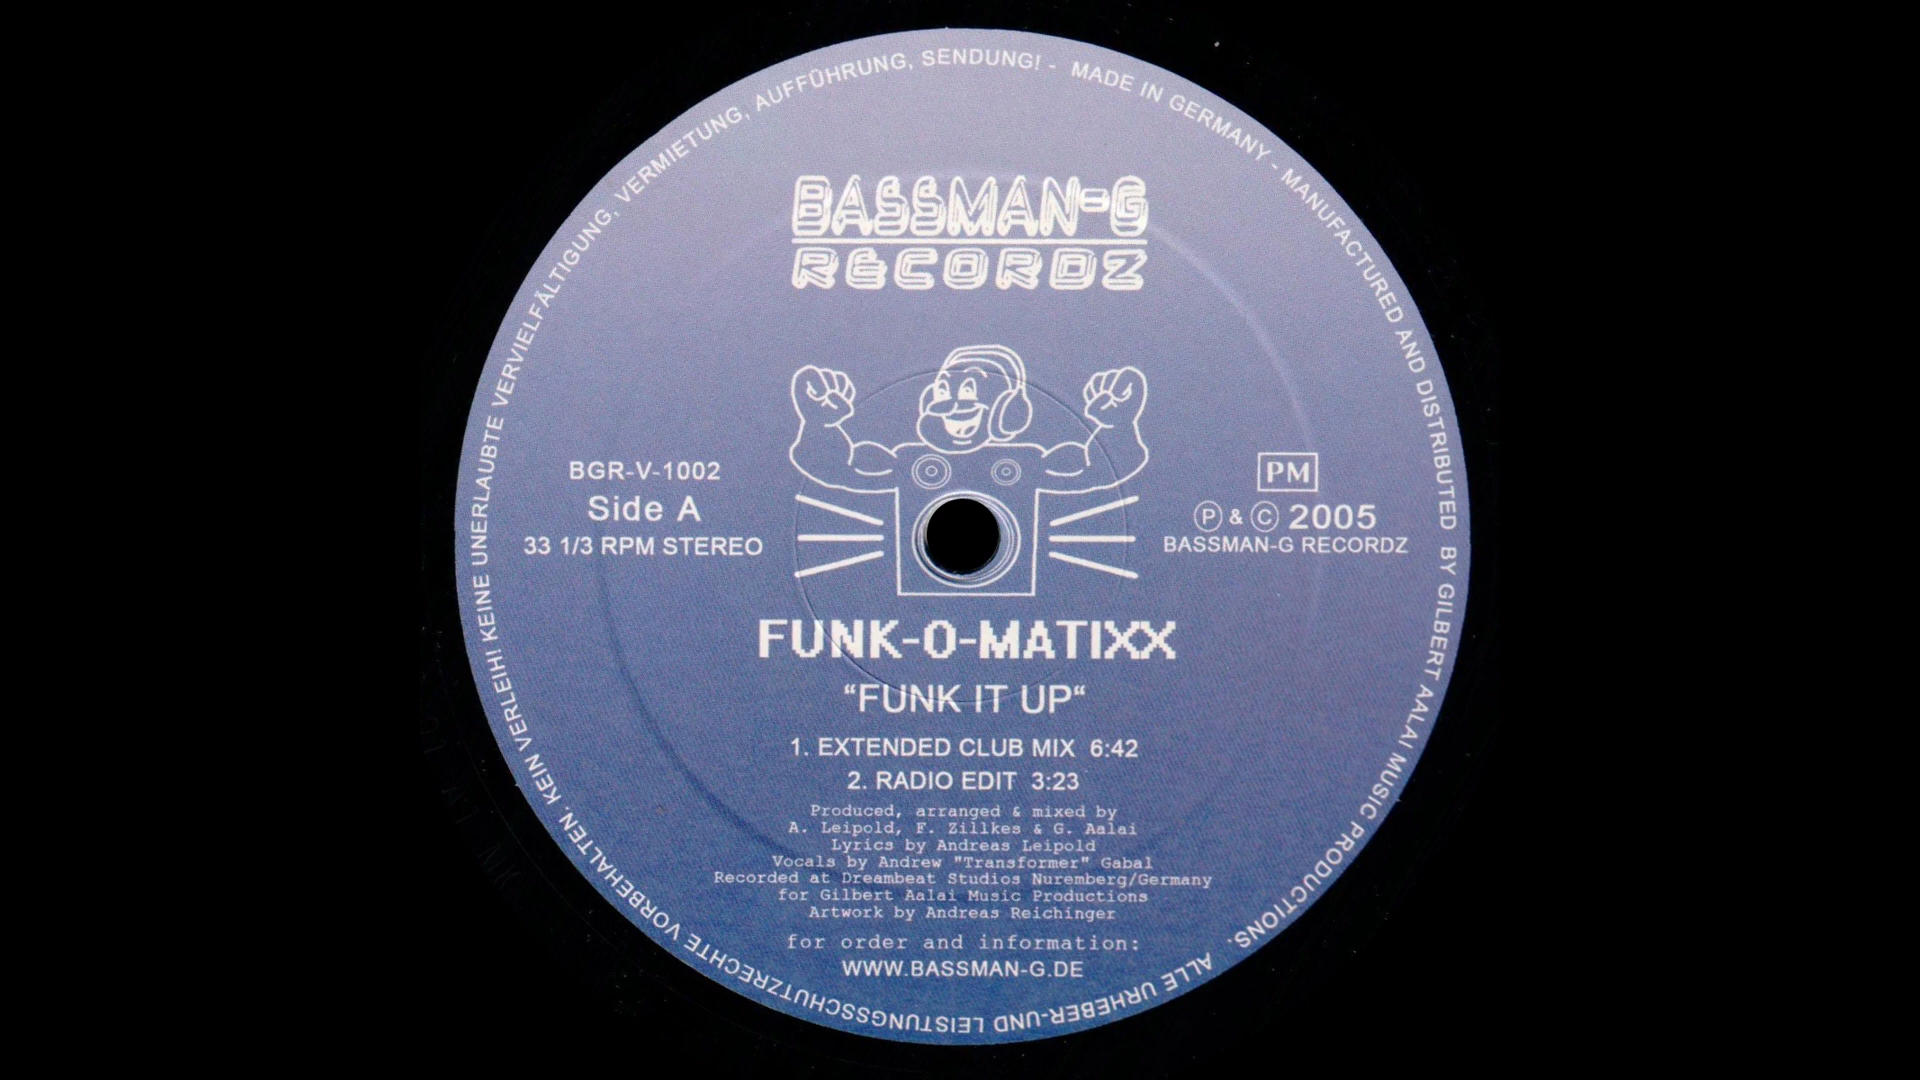 ALLE URHEBER-UND LEISTUNGSSCHUTZRECHTE VORBEHALTEN. KEIN VERLEIH! KEINE UNERLAUBTE VERVIELFÄLTIGUNG, VERMIETUNG, AUFFÜHRUNG, SENDUNG! - MADE IN GERMANY - MANUFACTURED AND DISTRIBUTED BY GILBERT AALAI MUSIC PRODUCTIONS.
BASSMAN-G
RECORDZ
BGR-V-1002
Side A
33 1/3 RPM STEREO
PM
Ⓟ & Ⓒ 2005
BASSMAN-G RECORDZ
FUNK-O-MATIXX
“FUNK IT UP“
1. EXTENDED CLUB MIX 6:42
2. RADIO EDIT 3:23
Produced, arranged & mixed by
A. Leipold, F. Zillkes & G. Aalai
Lyrics by Andreas Leipold
Vocals by Andrew "Transformer" Gabal
Recorded at Dreambeat Studios Nuremberg/Germany
for Gilbert Aalai Music Productions
Artwork by Andreas Reichinger
for order and information:
WWW.BASSMAN-G.DE